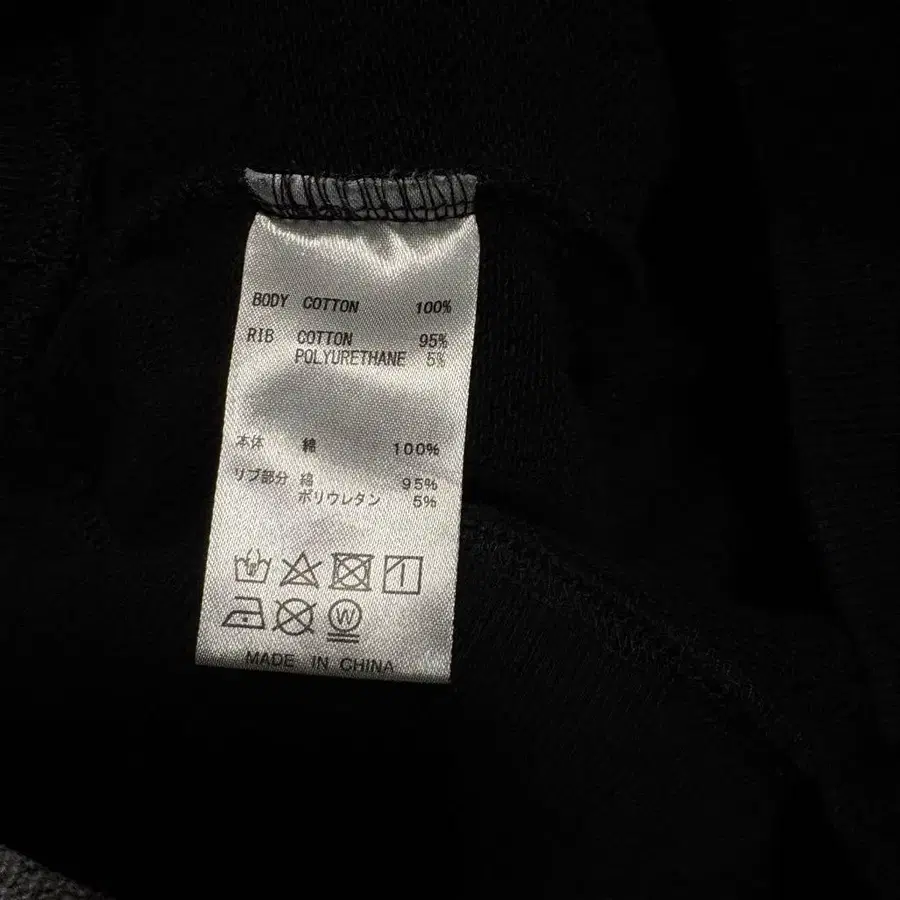 BODY COTTON 100%
RIB COTTON 95%
POLYURETHANE 5%
本体 綿 100%
リブ部分 綿 95%
ポリウレタン 5%
W
MADE IN CHINA